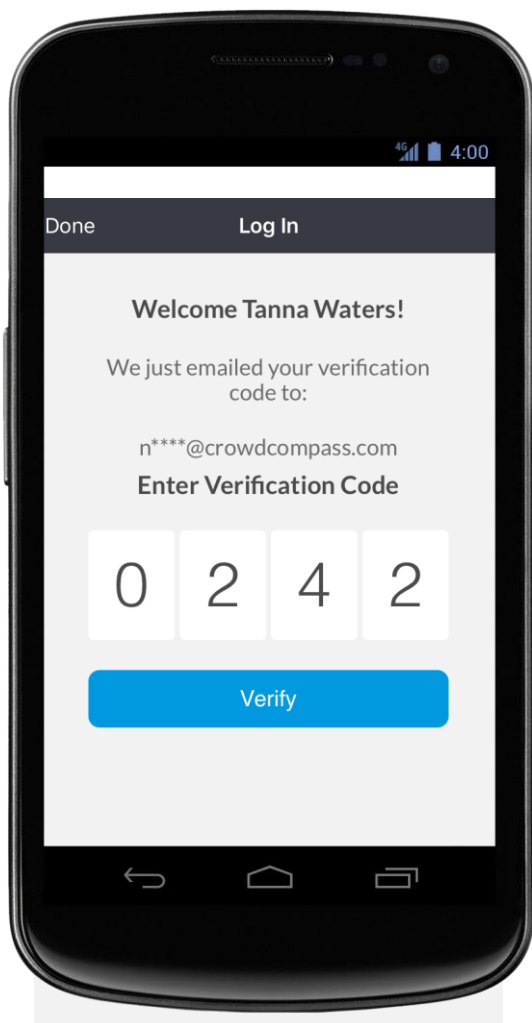 4G 4:00
Done Log In
Welcome Tanna Waters!
We just emailed your verification
code to:
n****@crowdcompass.com
Enter Verification Code
0 2 4 2
Verify